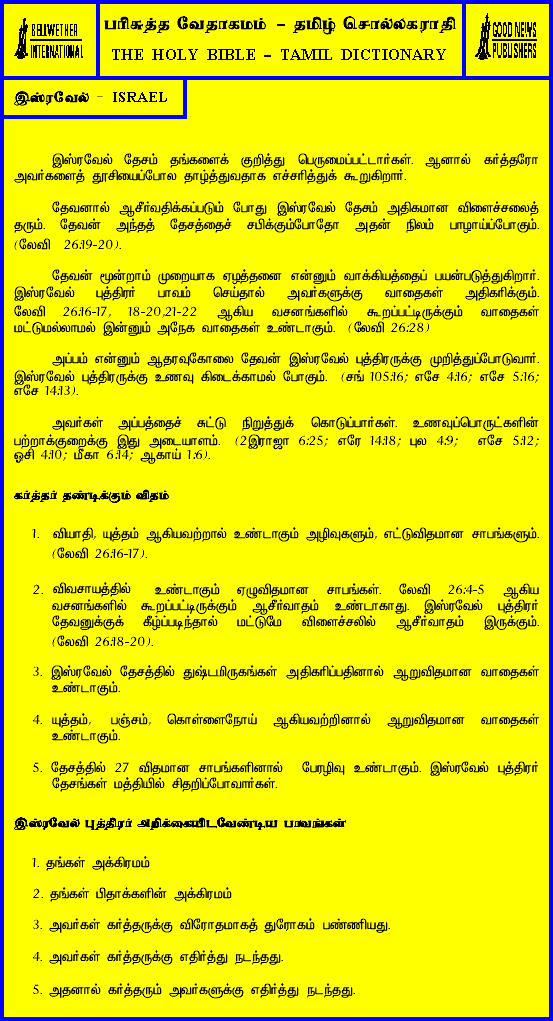 BELLWETHER
INTERNATIONAL
பரிசுத்த வேதாகமம் – தமிழ் சொல்லகராதி
THE HOLY BIBLE – TAMIL DICTIONARY
GOOD NEWS
PUBLISHERS
இஸ்ரவேல் – ISRAEL
இஸ்ரவேல் தேசம் தங்களைக் குறித்து பெருமைப்பட்டார்கள். ஆனால் கர்த்தரோ
அவர்களைத் தூசியைப்போல தாழ்த்துவதாக எச்சரித்துக் கூறுகிறார்.
தேவனால் ஆசீர்வதிக்கப்படும் போது இஸ்ரவேல் தேசம் அதிகமான விளைச்சலைத்
தரும். தேவன் அந்தத் தேசத்தைச் சபிக்கும்போதோ அதன் நிலம் பாழாய்ப்போகும்.
(லேவி 26:19-20).
தேவன் மூன்றாம் முறையாக ஏழத்தனை என்னும் வாக்கியத்தைப் பயன்படுத்துகிறார்.
இஸ்ரவேல் புத்திரர் பாவம் செய்தால் அவர்களுக்கு வாதைகள் அதிகரிக்கும்.
லேவி 26:16-17, 18-20,21-22 ஆகிய வசனங்களில் கூறப்பட்டிருக்கும் வாதைகள்
மட்டுமல்லாமல் இன்னும் அநேக வாதைகள் உண்டாகும். (லேவி 26:28)
அப்பம் என்னும் ஆதரவுகோலை தேவன் இஸ்ரவேல் புத்திரருக்கு முறித்துப்போடுவார்.
இஸ்ரவேல் புத்திரருக்கு உணவு கிடைக்காமல் போகும். (சங் 105:16; எசே 4:16; எசே 5:16;
எசே 14:13).
அவர்கள் அப்பத்தைச் சுட்டு நிறுத்துக் கொடுப்பார்கள். உணவுப்பொருட்களின்
பற்றாக்குறைக்கு இது அடையாளம். (2இராஜா 6:25; எரே 14:18; புல 4:9; எசே 5:12;
ஓசி 4:10; மீகா 6:14; ஆகாய் 1:6).
கர்த்தர் தண்டிக்கும் விதம்
1. வியாதி, யுத்தம் ஆகியவற்றால் உண்டாகும் அழிவுகளும், எட்டுவிதமான சாபங்களும்.
(லேவி 26:16-17).
2. விவசாயத்தில் உண்டாகும் ஏழுவிதமான சாபங்கள். லேவி 26:4-5 ஆகிய
வசனங்களில் கூறப்பட்டிருக்கும் ஆசீர்வாதம் உண்டாகாது. இஸ்ரவேல் புத்திரர்
தேவனுக்குக் கீழ்ப்படிந்தால் மட்டுமே விளைச்சலில் ஆசீர்வாதம் இருக்கும்.
(லேவி 26:18-20).
3. இஸ்ரவேல் தேசத்தில் துஷ்டமிருகங்கள் அதிகரிப்பதினால் ஆறுவிதமான வாதைகள்
உண்டாகும்.
4. யுத்தம், பஞ்சம், கொள்ளைநோய் ஆகியவற்றினால் ஆறுவிதமான வாதைகள்
உண்டாகும்.
5. தேசத்தில் 27 விதமான சாபங்களினால் பேரழிவு உண்டாகும். இஸ்ரவேல் புத்திரர்
தேசங்கள் மத்தியில் சிதறிப்போவார்கள்.
இஸ்ரவேல் புத்திரர் அறிக்கையிடவேண்டிய பாவங்கள்
1. தங்கள் அக்கிரமம்
2. தங்கள் பிதாக்களின் அக்கிரமம்
3. அவர்கள் கர்த்தருக்கு விரோதமாகத் துரோகம் பண்ணியது.
4. அவர்கள் கர்த்தருக்கு எதிர்த்து நடந்தது.
5. அதனால் கர்த்தரும் அவர்களுக்கு எதிர்த்து நடந்தது.